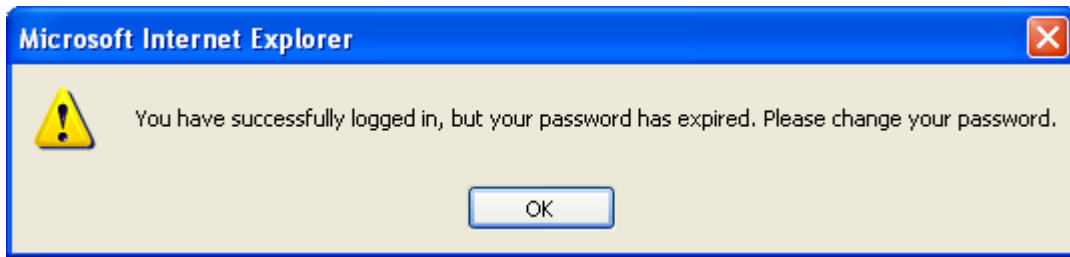 Microsoft Internet Explorer
You have successfully logged in, but your password has expired. Please change your password.
OK